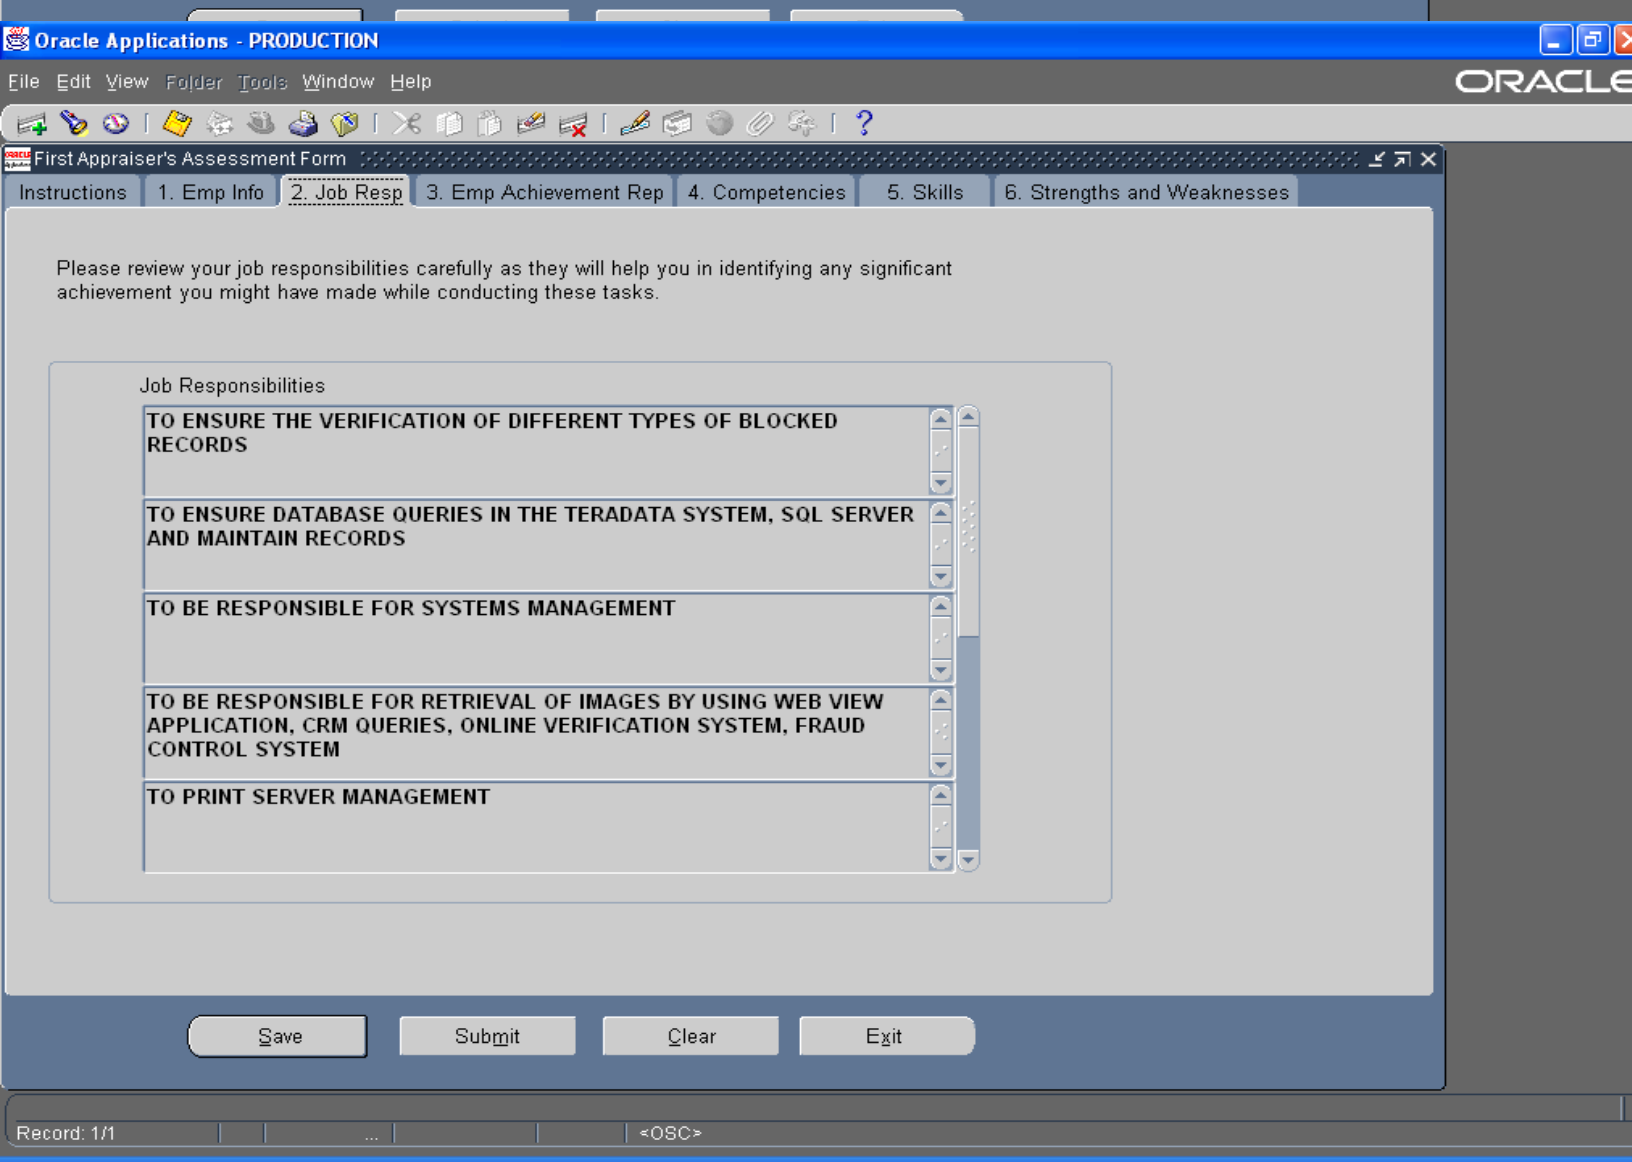 Oracle Applications - PRODUCTION
File Edit View Folder Tools Window Help
ORACLE
First Appraiser's Assessment Form
Instructions 1. Emp Info 2. Job Resp 3. Emp Achievement Rep 4. Competencies 5. Skills 6. Strengths and Weaknesses
Please review your job responsibilities carefully as they will help you in identifying any significant
achievement you might have made while conducting these tasks.
Job Responsibilities
TO ENSURE THE VERIFICATION OF DIFFERENT TYPES OF BLOCKED
RECORDS
TO ENSURE DATABASE QUERIES IN THE TERADATA SYSTEM, SQL SERVER
AND MAINTAIN RECORDS
TO BE RESPONSIBLE FOR SYSTEMS MANAGEMENT
TO BE RESPONSIBLE FOR RETRIEVAL OF IMAGES BY USING WEB VIEW
APPLICATION, CRM QUERIES, ONLINE VERIFICATION SYSTEM, FRAUD
CONTROL SYSTEM
TO PRINT SERVER MANAGEMENT
Save Submit Clear Exit
Record: 1/1 ... <OSC>